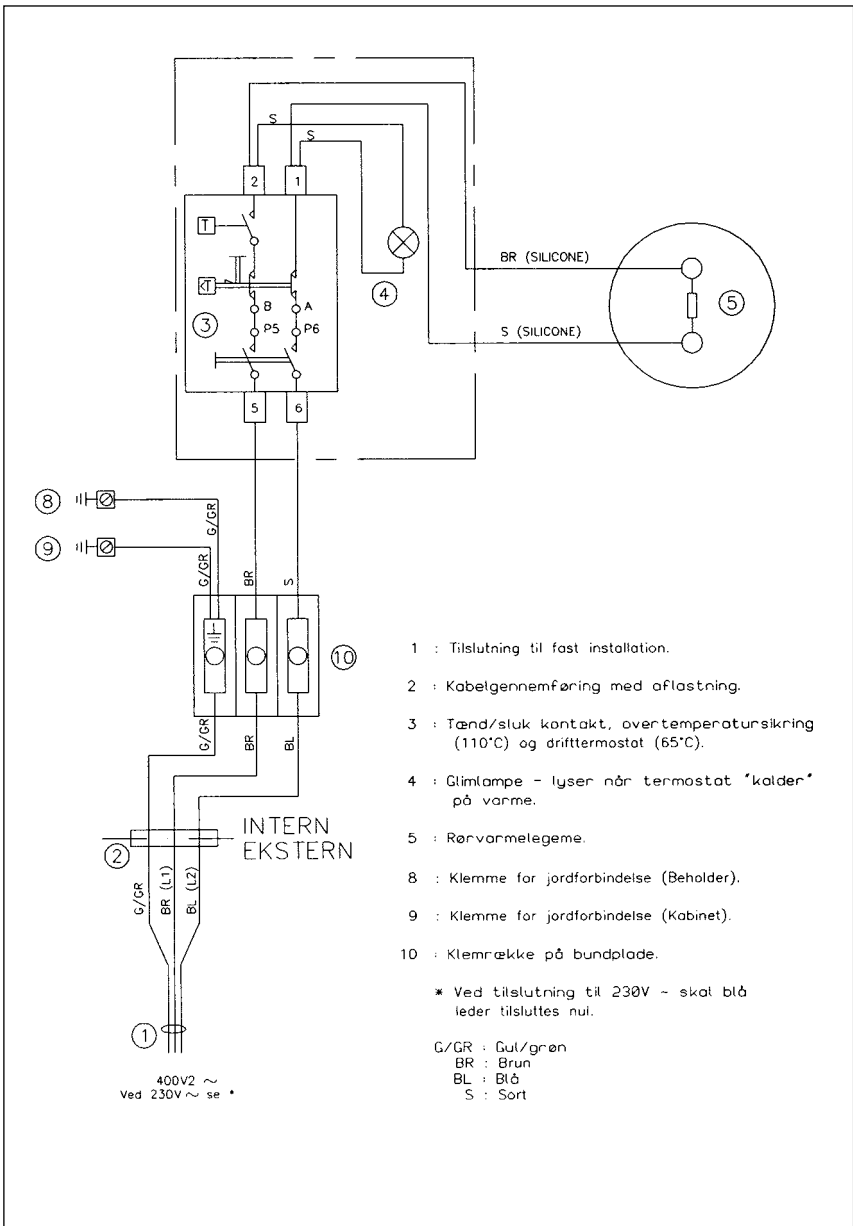 S
S
2
1
T
BR (SILICONE)
<T
4
5
B
A
3
P5
P6
S (SILICONE)
5
6
8
G/GR
9
G/GR
BR
S
10
G/GR
BR
BL
INTERN
EKSTERN
2
G/GR
BR (L1)
BL (L2)
1
400V2 ~
Ved 230V ~ se *
1 : Tilslutning til fast installation.
2 : Kabelgennemføring med aflastning.
3 : Tænd/sluk kontakt, overtemperatursikring
(110°C) og drifttermostat (65°C).
4 : Glimlampe - lyser når termostat "kalder"
på varme.
5 : Rørvarmelegeme.
8 : Klemme for jordforbindelse (Beholder).
9 : Klemme for jordforbindelse (Kabinet).
10 : Klemrække på bundplade.
* Ved tilslutning til 230V ~ skal blå
leder tilsluttes nul.
G/GR : Gul/grøn
BR : Brun
BL : Blå
S : Sort